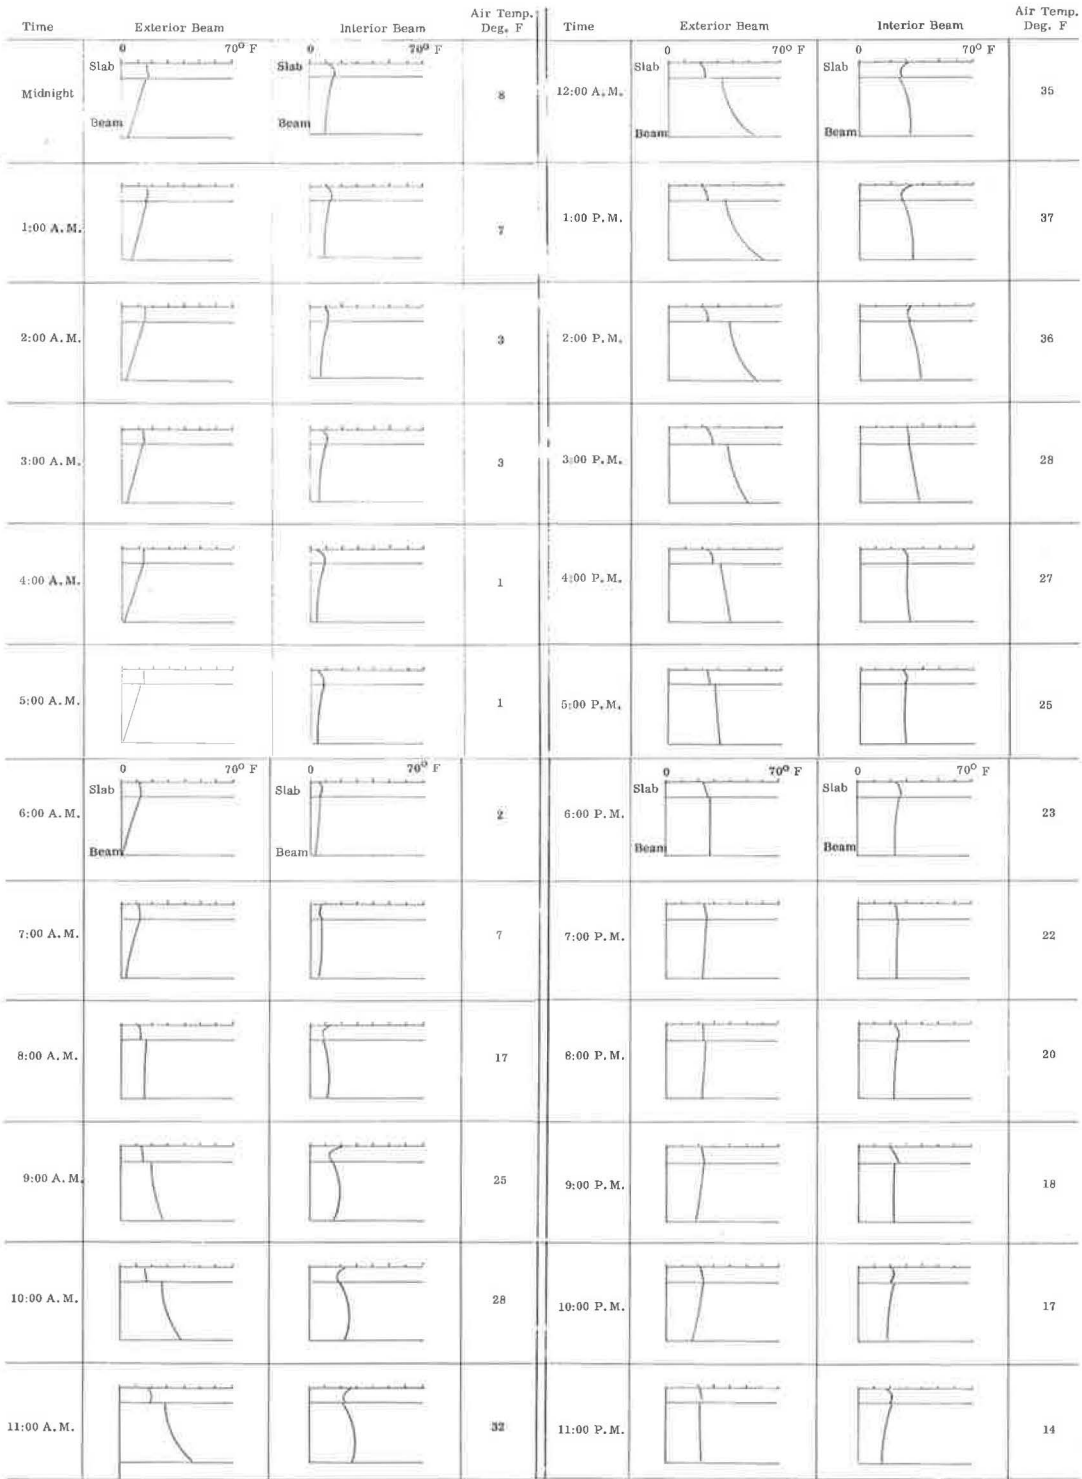 Time Exterior Beam Interior Beam Air Temp. Deg. F Time Exterior Beam Interior Beam Air Temp. Deg. F
0 70° F 0 70° F 0 70° F 0 70° F
Slab Slab Slab Slab
Midnight 8 12:00 A.M. 35
Beam Beam Beam Beam
1:00 A.M. 7 1:00 P.M. 37
2:00 A.M. 3 2:00 P.M. 36
3:00 A.M. 3 3:00 P.M. 28
4:00 A.M. 1 4:00 P.M. 27
5:00 A.M. 1 5:00 P.M. 25
0 70° F 0 70° F 0 70° F 0 70° F
Slab Slab Slab Slab
6:00 A.M. 2 6:00 P.M. 23
Beam Beam Beam Beam
7:00 A.M. 7 7:00 P.M. 22
8:00 A.M. 17 8:00 P.M. 20
9:00 A.M. 25 9:00 P.M. 18
10:00 A.M. 28 10:00 P.M. 17
11:00 A.M. 32 11:00 P.M. 14